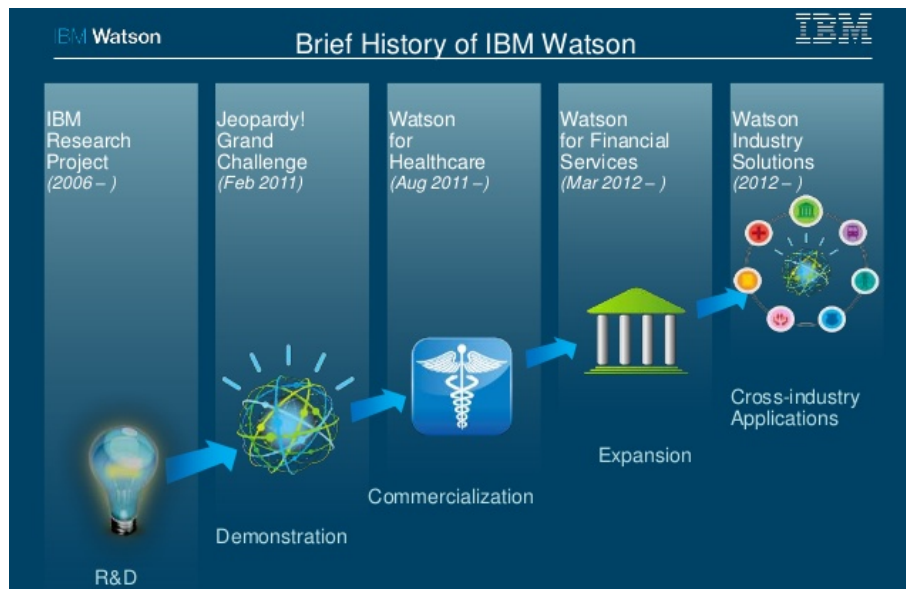 IBM Watson
Brief History of IBM Watson
IBM
IBM
Research
Project
(2006 – )
Jeopardy!
Grand
Challenge
(Feb 2011)
Watson
for
Healthcare
(Aug 2011 –)
Watson
for Financial
Services
(Mar 2012 – )
Watson
Industry
Solutions
(2012 – )
Cross-industry
Applications
Expansion
Commercialization
Demonstration
R&D